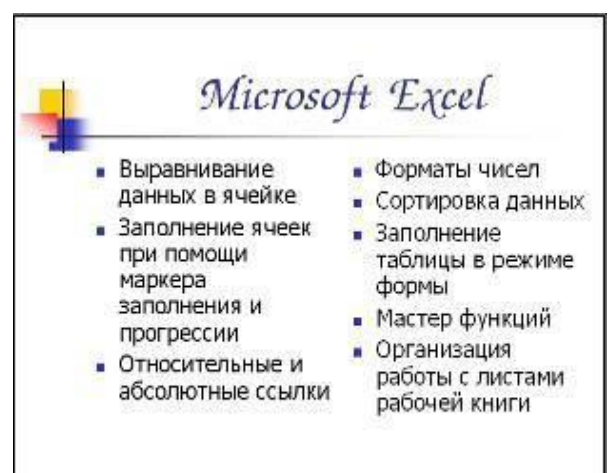 Microsoft Excel
Выравнивание
данных в ячейке
Заполнение ячеек
при помощи
маркера
заполнения и
прогрессии
Относительные и
абсолютные ссылки
Форматы чисел
Сортировка данных
Заполнение
таблицы в режиме
формы
Мастер функций
Организация
работы с листами
рабочей книги